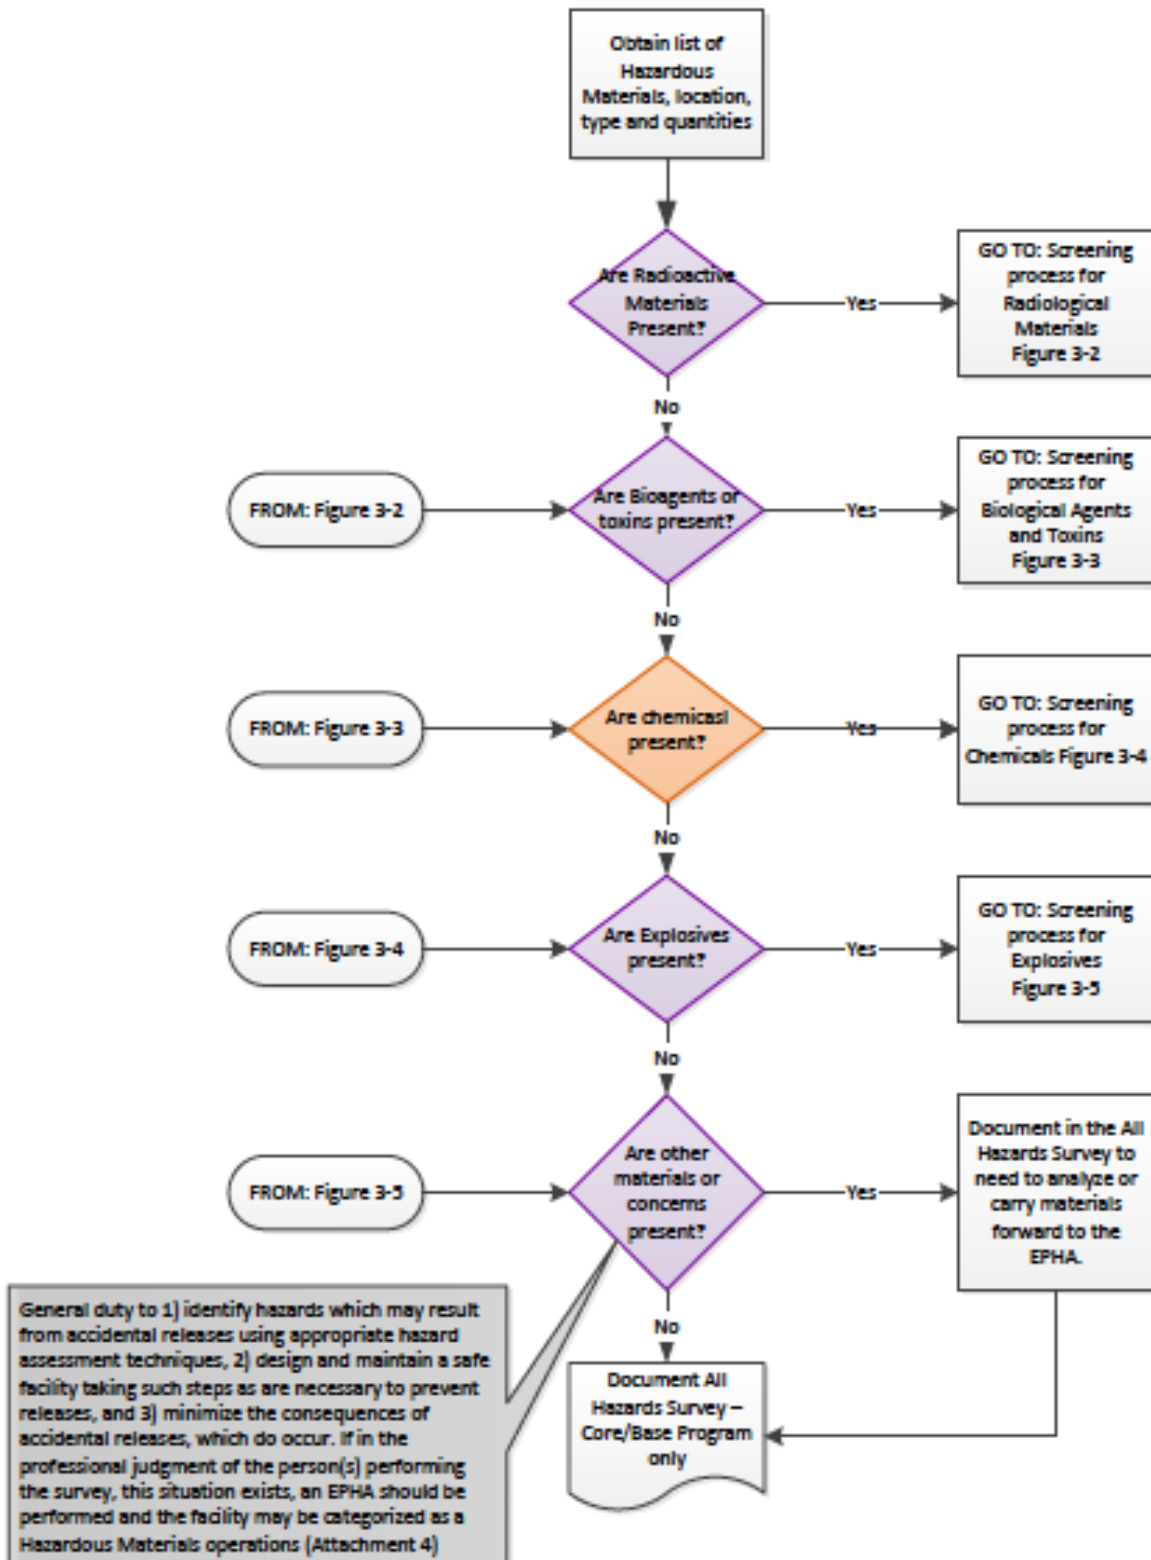 Obtain list of
Hazardous
Materials, location,
type and quantities
Are Radioactive
Materials
Present?
Yes
GO TO: Screening
process for
Radiological
Materials
Figure 3-2
No
FROM: Figure 3-2
Are Bioagents or
toxins present?
Yes
GO TO: Screening
process for
Biological Agents
and Toxins
Figure 3-3
No
FROM: Figure 3-3
Are chemicasl
present?
Yes
GO TO: Screening
process for
Chemicals Figure 3-4
No
FROM: Figure 3-4
Are Explosives
present?
Yes
GO TO: Screening
process for
Explosives
Figure 3-5
No
FROM: Figure 3-5
Are other
materials or
concerns
present?
Yes
Document in the All
Hazards Survey to
need to analyze or
carry materials
forward to the
EPHA.
No
Document All
Hazards Survey –
Core/Base Program
only
General duty to 1) identify hazards which may result
from accidental releases using appropriate hazard
assessment techniques, 2) design and maintain a safe
facility taking such steps as are necessary to prevent
releases, and 3) minimize the consequences of
accidental releases, which do occur. If in the
professional judgment of the person(s) performing
the survey, this situation exists, an EPHA should be
performed and the facility may be categorized as a
Hazardous Materials operations (Attachment 4)